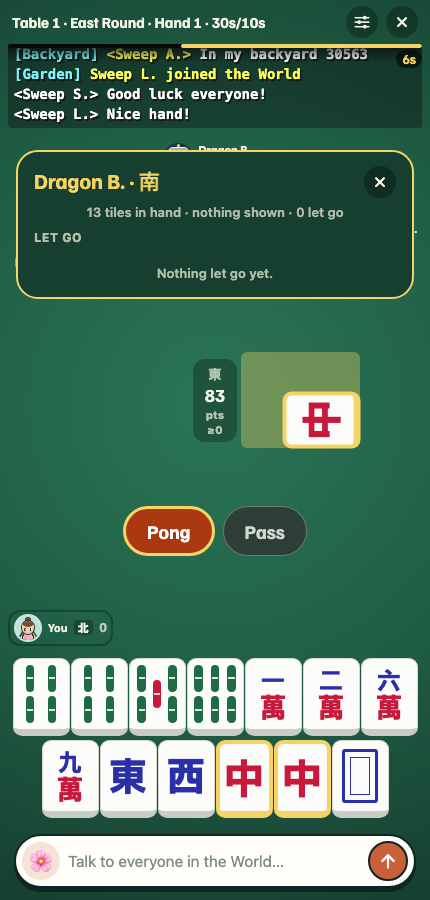 Table 1 · East Round · Hand 1 · 30s/10s
[Backyard] <Sweep A.> In my backyard 30563
6s
[Garden] Sweep L. joined the World
<Sweep S.> Good luck everyone!
<Sweep L.> Nice hand!
Dragon B.
Dragon B. · 南
13 tiles in hand · nothing shown · 0 let go
LET GO
Nothing let go yet.
東
83
pts
≥0
中
Pong
Pass
You 北 0
一萬 二萬 六萬
九萬 東 西 中 中
Talk to everyone in the World...